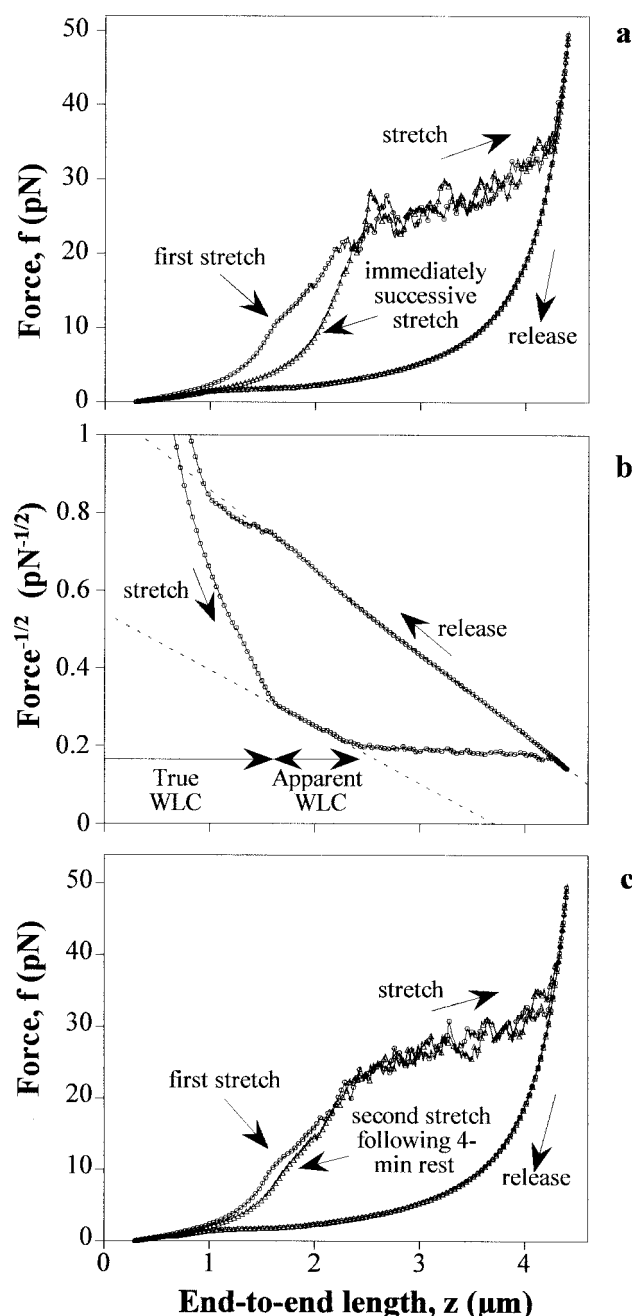 a
50
40
30
20
10
0
Force, f (pN)
stretch
first stretch
immediately
successive
stretch
release
b
1
0.8
0.6
0.4
0.2
0
Force-1/2 (pN-1/2)
stretch
release
True
WLC
Apparent
WLC
c
50
40
30
20
10
0
Force, f (pN)
stretch
first stretch
second stretch
following 4-
min rest
release
0 1 2 3 4
End-to-end length, z (μm)